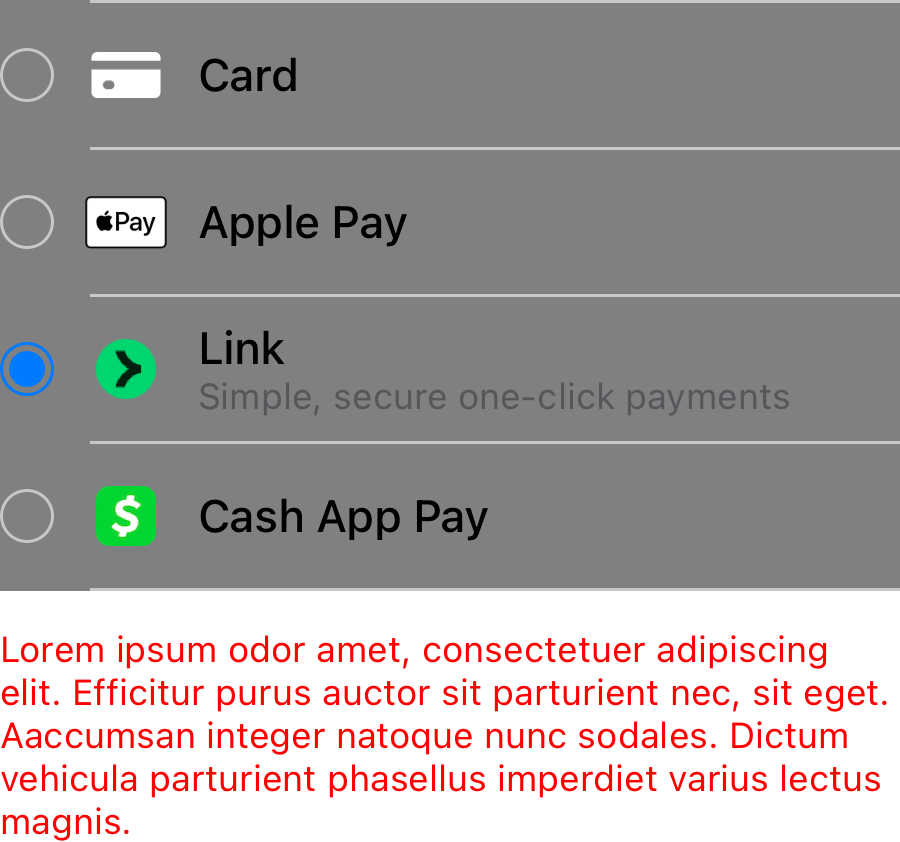 Card
Pay
Apple Pay
Link
Simple, secure one-click payments
$
Cash App Pay
Lorem ipsum odor amet, consectetuer adipiscing
elit. Efficitur purus auctor sit parturient nec, sit eget.
Aaccumsan integer natoque nunc sodales. Dictum
vehicula parturient phasellus imperdiet varius lectus
magnis.